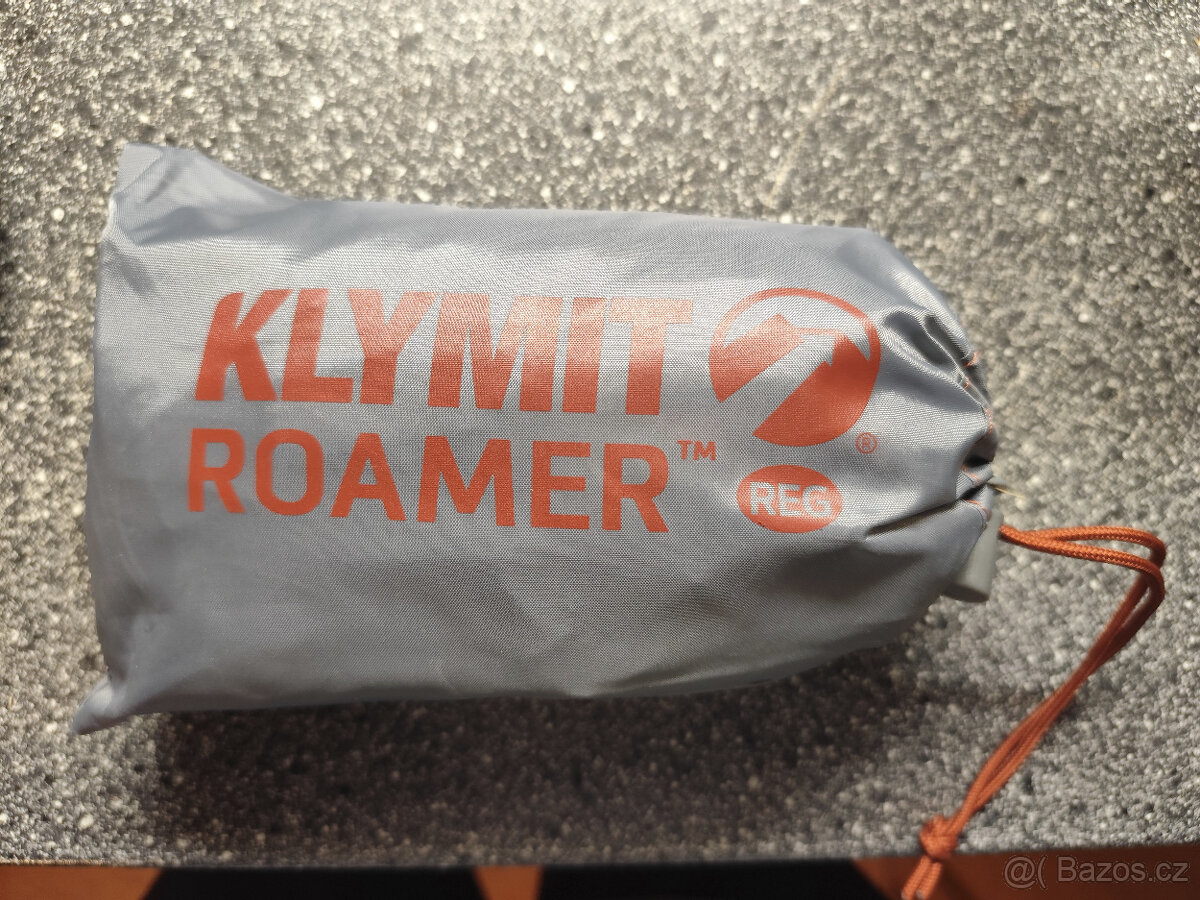 KLYMIT
®
ROAMER™
REG
@( Bazos.cz